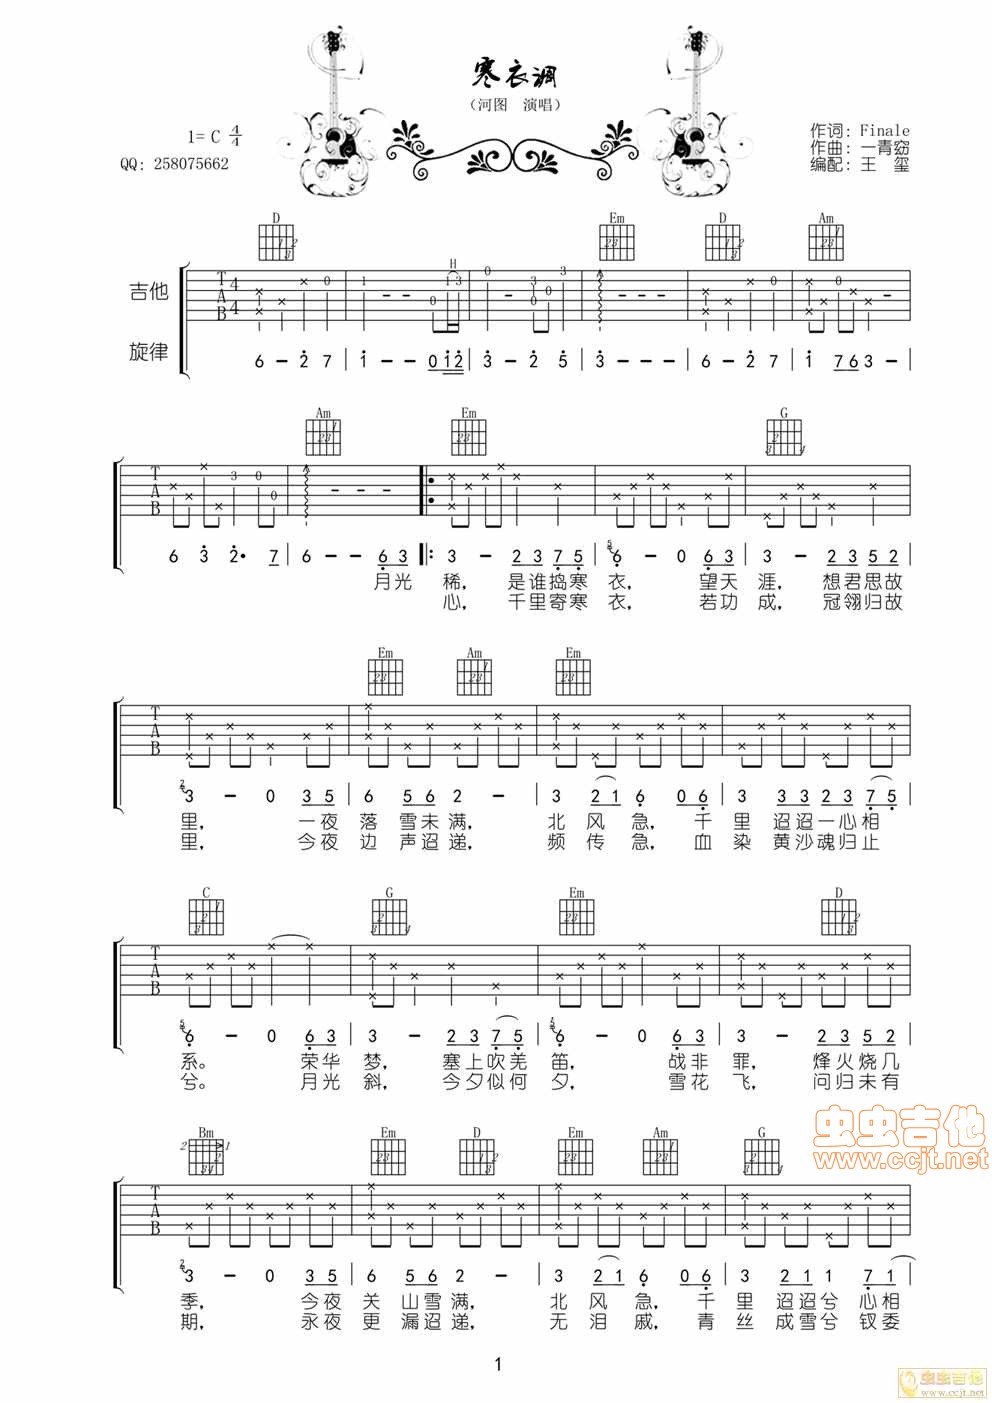 寒衣调
（河图 演唱）
1= C 4/4
QQ: 258075662
作词: Finale
作曲: 一青窈
编配: 王 玺
D Em D Am
吉他
TAB 4/4
H
旋律
6 - 2 7 | 1 - - 0 1 2 | 3 - 2 5 | 3 - - - | 6 - 2 7 | 1 7 6 3 - |
Am Em G
TAB
6 3 2 · 7 | 6 - - 6 3 |: 3 - 2 3 7 5 | 6 - 0 6 3 | 3 - 2 3 5 2 |
月光 稀， 是谁捣寒 衣， 望天 涯， 想君思故
心， 千里寄寒 衣， 若功 成， 冠翎归故
Em Am Em
TAB
3 - 0 3 5 | 6 5 6 2 - | 3 2 1 6 0 6 | 3 3 3 2 3 7 5 |
里， 一夜 落 雪未 满， 北 风 急， 千 里 迢迢一心相
里， 今夜 边 声迢 递， 频 传 急， 血 染 黄沙魂归止
C G Em D
TAB
6 - 0 6 3 | 3 - 2 3 7 5 | 6 - 0 6 3 | 3 - 2 3 5 2 |
系。 荣华 梦， 塞上吹羌 笛， 战非 罪， 烽火烧几
兮。 月光 斜， 今夕似何 夕， 雪花 飞， 问归未有
虫虫吉他
www.ccjt.net
Bm Em D Em Am G
TAB
3 - 0 3 5 | 6 5 6 2 - | 3 2 1 6 0 6 | 3 2 1 1 7 1 |
季， 今夜 关 山雪 满， 北 风 急， 千 里 迢迢兮 心相
期， 永夜 更 漏迢 递， 无 泪 戚， 青 丝 成雪兮 钗委
1
虫虫吉他
www.ccjt.net